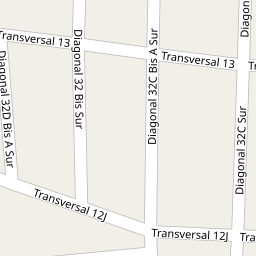 Transversal 13
Transversal 13
Diagonal 32D Bis A Sur
Diagonal 32 Bis Sur
Diagonal 32C Bis A Sur
Diagonal 32C Sur
Transversal 12J
Transversal 12J